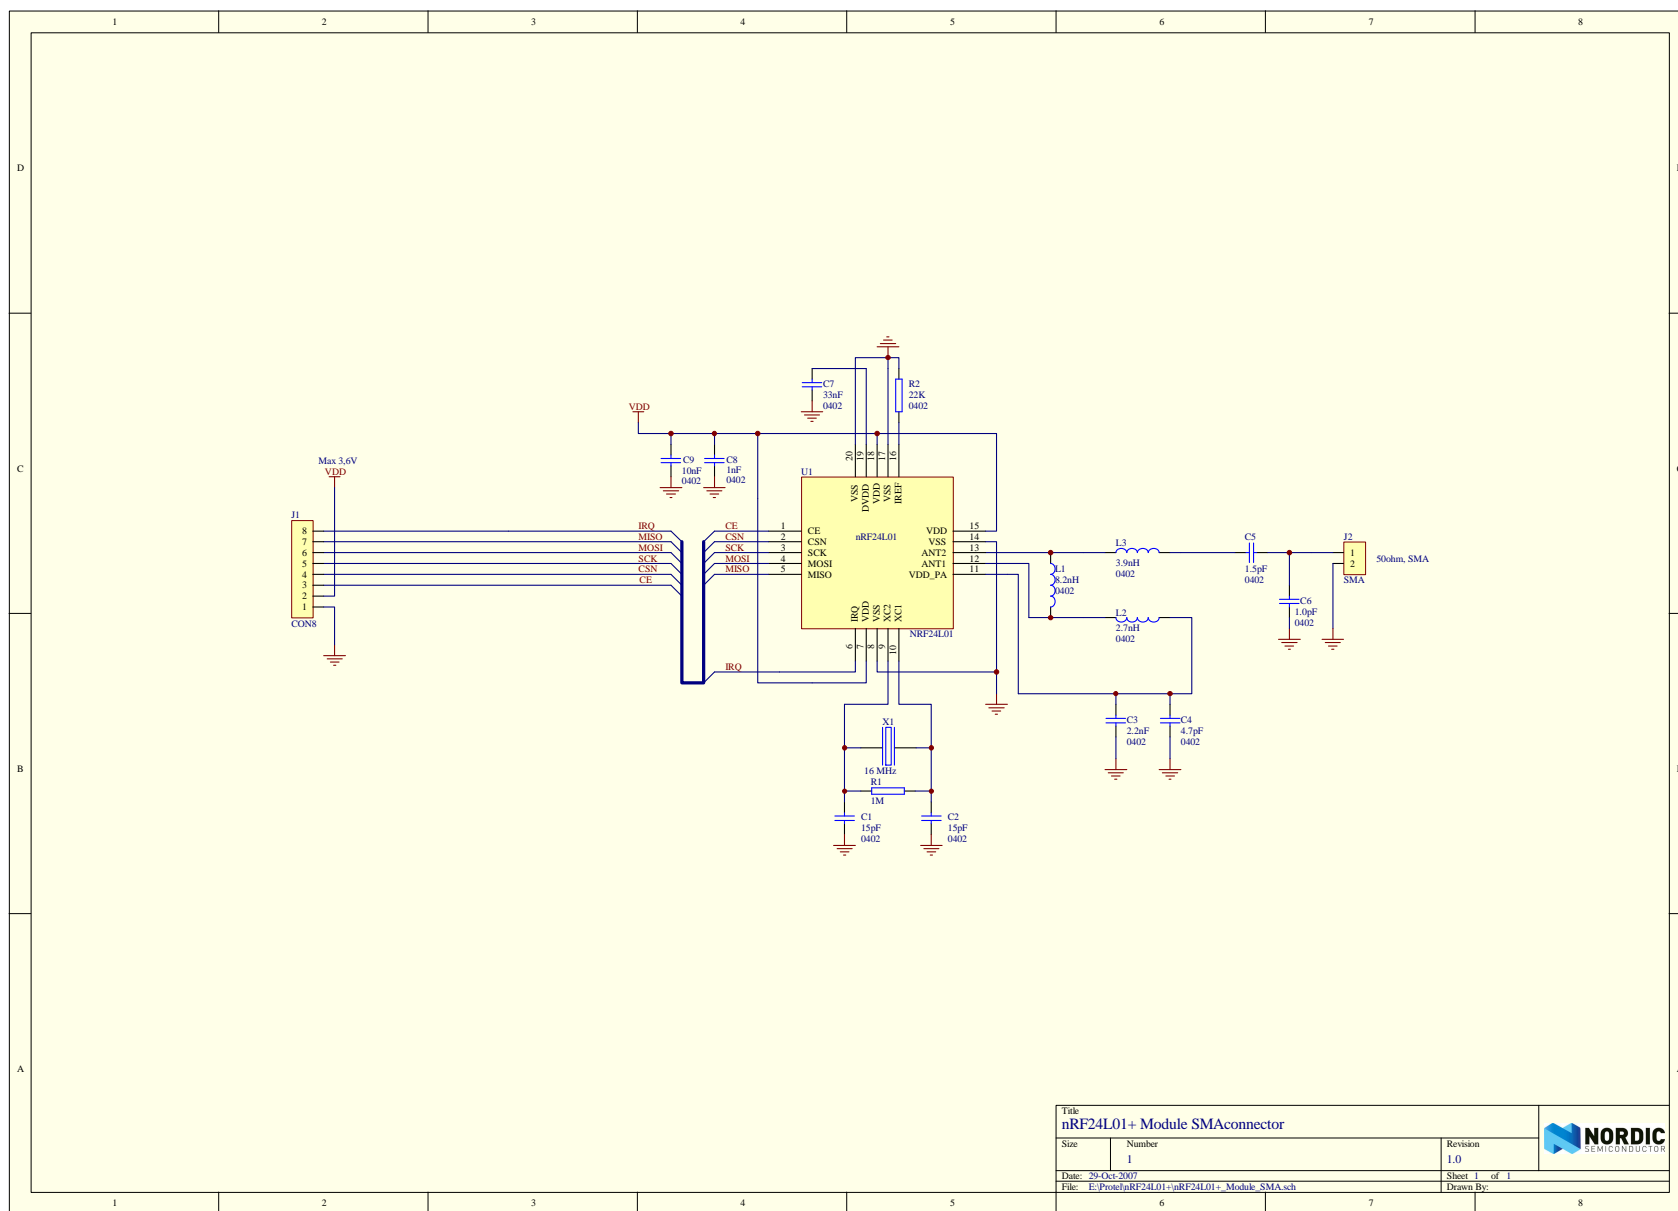 1 2 3 4 5 6 7 8
D
C
B
A
VDD
C9
10nF
0402
C8
1nF
0402
C7
33nF
0402
R2
22K
0402
Max 3,6V
VDD
J1
8
7
6
5
4
3
2
1
CON8
IRQ
MISO
MOSI
SCK
CSN
CE
CE
CSN
SCK
MOSI
MISO
IRQ
U1
20 19 18 17 16
VSS DVDD VDD VSS IREF
1 CE
2 CSN
3 SCK
4 MOSI
5 MISO
nRF24L01
VDD 15
VSS 14
ANT2 13
ANT1 12
VDD_PA 11
IRQ VDD VSS XC2 XC1
6 7 8 9 10
NRF24L01
L1
8.2nH
0402
L3
3.9nH
0402
L2
2.7nH
0402
C5
1.5pF
0402
C6
1.0pF
0402
J2
1
2
SMA
50ohm, SMA
C3
2.2nF
0402
C4
4.7pF
0402
X1
16 MHz
R1
1M
C1
15pF
0402
C2
15pF
0402
Title
nRF24L01+ Module SMAconnector
Size Number Revision
1 1.0
Date: 29-Oct-2007 Sheet 1 of 1
File: E:\Protel\nRF24L01+\nRF24L01+_Module_SMA.sch Drawn By:
NORDIC
SEMICONDUCTOR
1 2 3 4 5 6 7 8